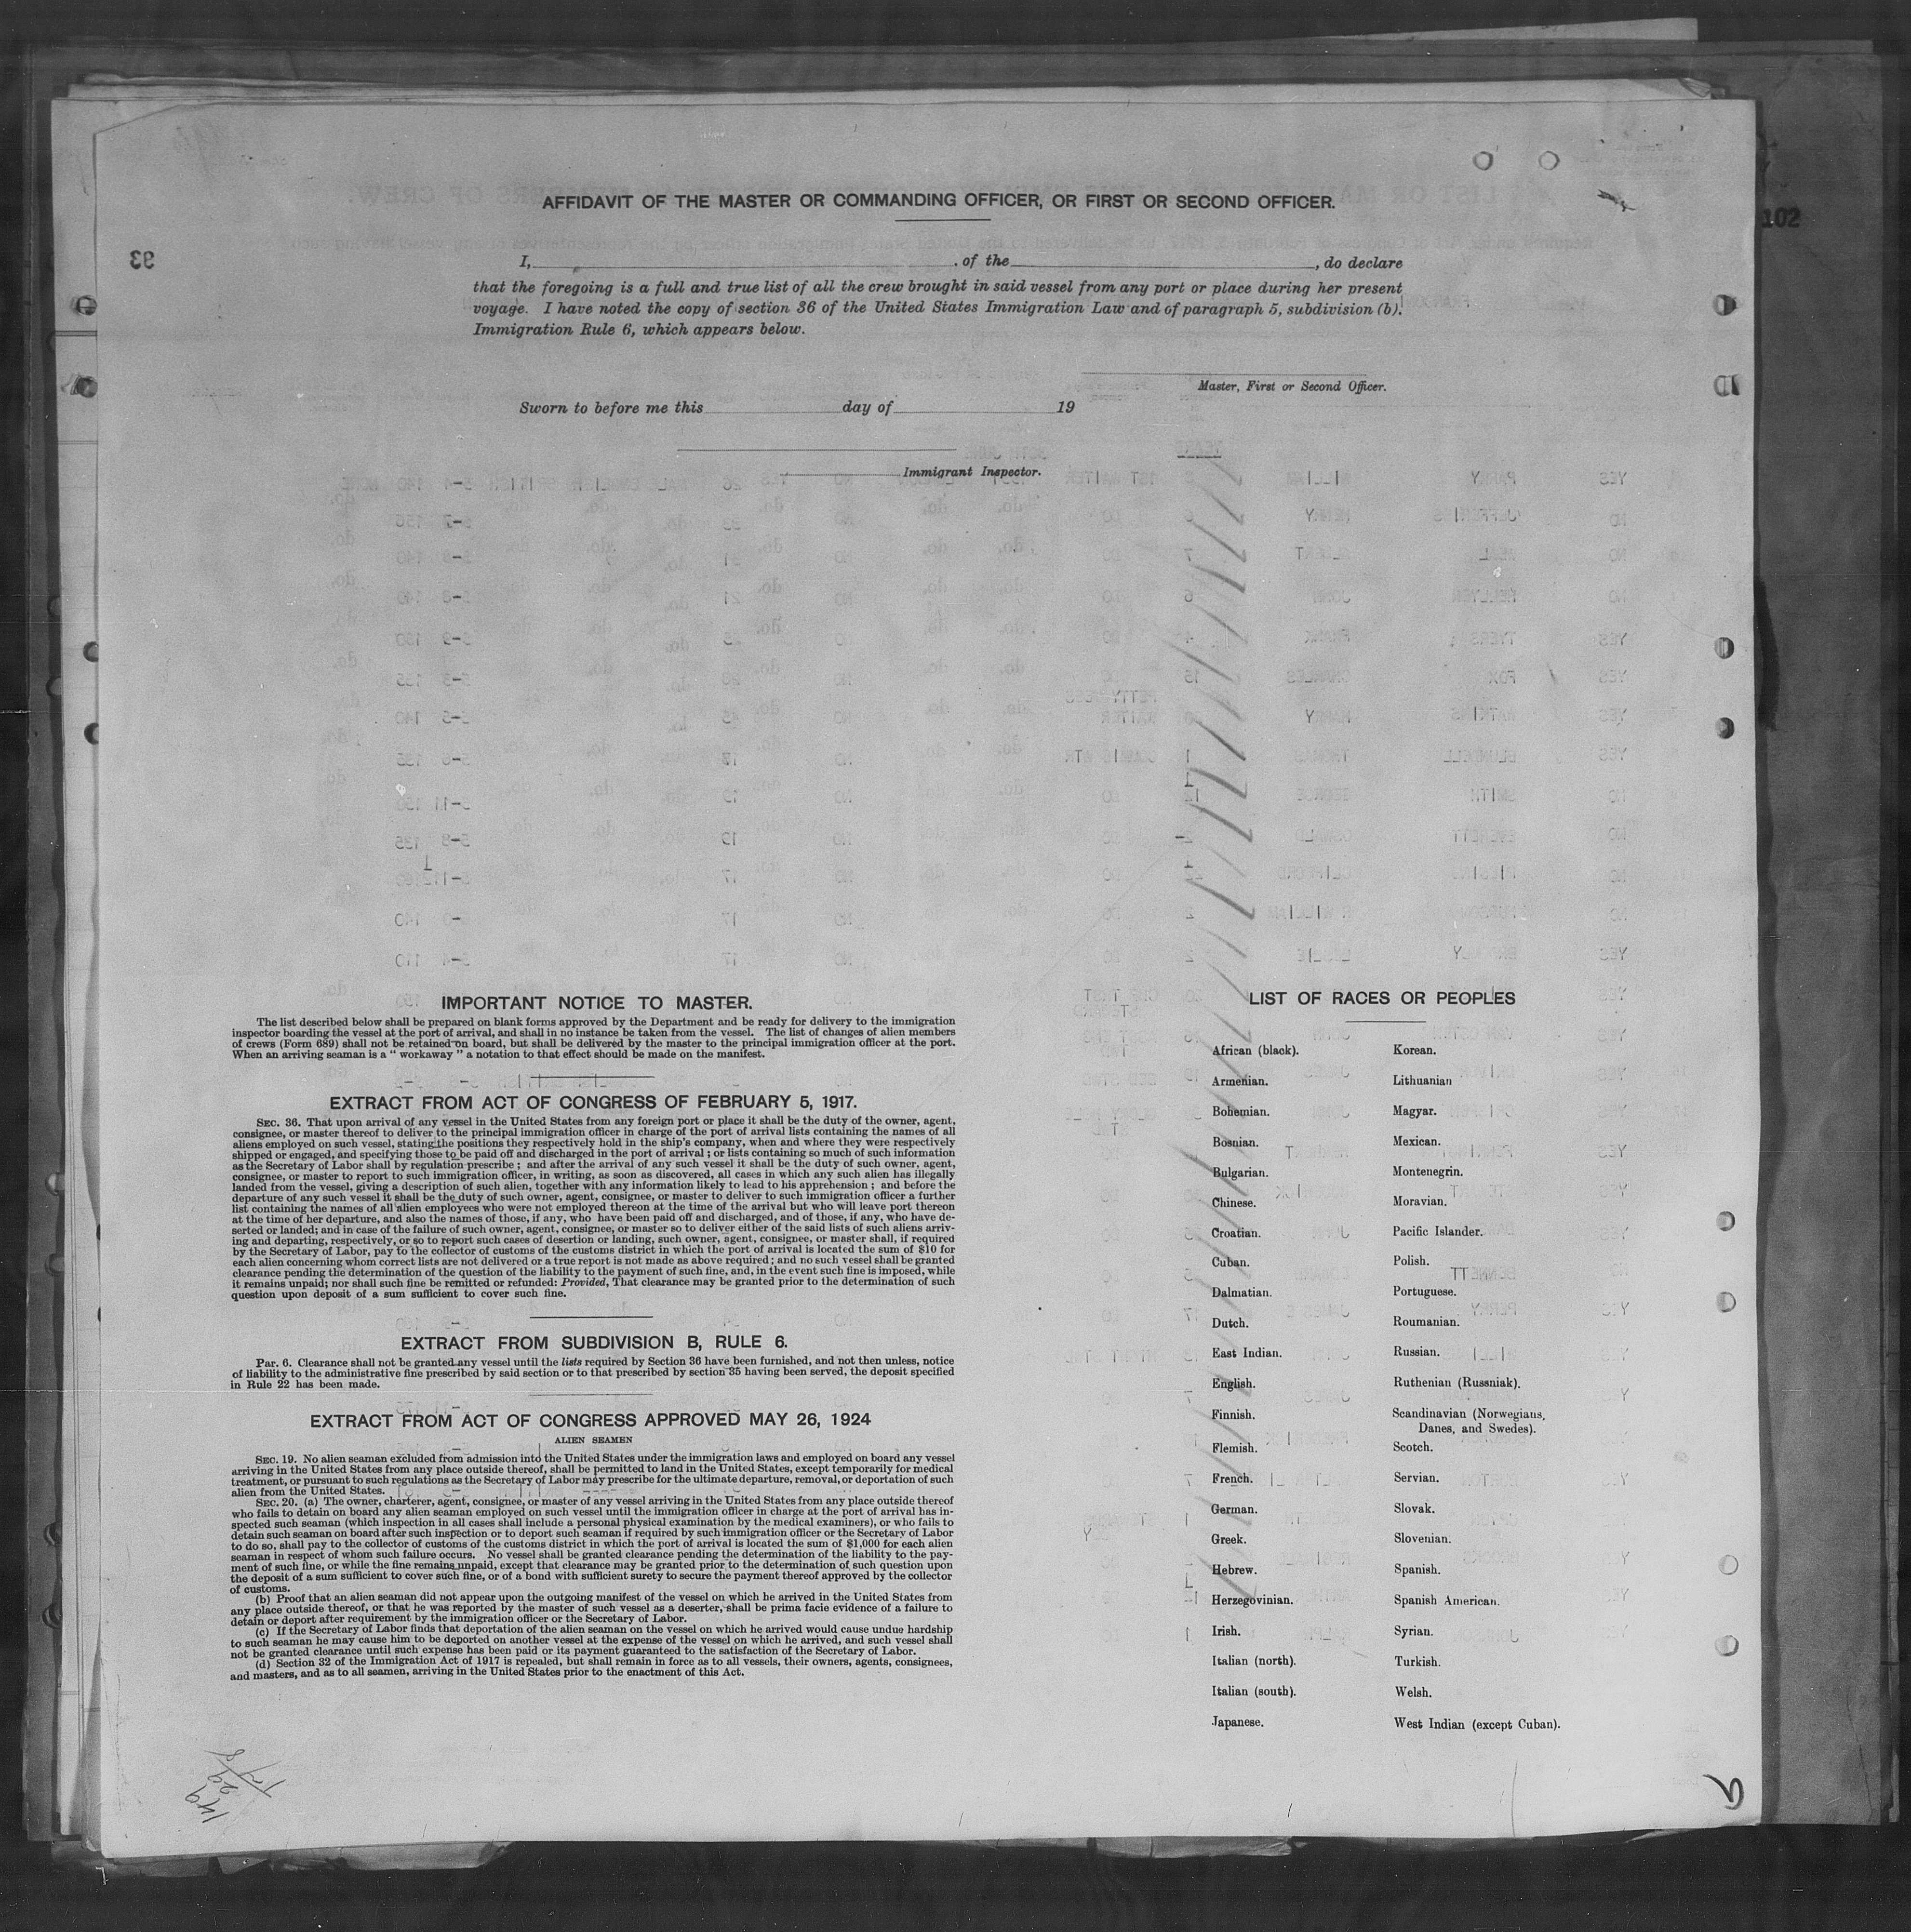 AFFIDAVIT OF THE MASTER OR COMMANDING OFFICER, OR FIRST OR SECOND OFFICER.
102
93
I, , of the , do declare
that the foregoing is a full and true list of all the crew brought in said vessel from any port or place during her present
voyage. I have noted the copy of section 36 of the United States Immigration Law and of paragraph 5, subdivision (b),
Immigration Rule 6, which appears below.
Master, First or Second Officer.
Sworn to before me this day of 19
Immigrant Inspector.
IMPORTANT NOTICE TO MASTER.
The list described below shall be prepared on blank forms approved by the Department and be ready for delivery to the immigration
inspector boarding the vessel at the port of arrival, and shall in no instance be taken from the vessel. The list of changes of alien members
of crews (Form 689) shall not be retained on board, but shall be delivered by the master to the principal immigration officer at the port.
When an arriving seaman is a " workaway " a notation to that effect should be made on the manifest.
EXTRACT FROM ACT OF CONGRESS OF FEBRUARY 5, 1917.
SEC. 36. That upon arrival of any vessel in the United States from any foreign port or place it shall be the duty of the owner, agent,
consignee, or master thereof to deliver to the principal immigration officer in charge of the port of arrival lists containing the names of all
aliens employed on such vessel, stating the positions they respectively hold in the ship's company, when and where they were respectively
shipped or engaged, and specifying those to be paid off and discharged in the port of arrival ; or lists containing so much of such information
as the Secretary of Labor shall by regulation prescribe ; and after the arrival of any such vessel it shall be the duty of such owner, agent,
consignee, or master to report to such immigration officer, in writing, as soon as discovered, all cases in which any such alien has illegally
landed from the vessel, giving a description of such alien, together with any information likely to lead to his apprehension ; and before the
departure of any such vessel it shall be the duty of such owner, agent, consignee, or master to deliver to such immigration officer a further
list containing the names of all alien employees who were not employed thereon at the time of the arrival but who will leave port thereon
at the time of her departure, and also the names of those, if any, who have been paid off and discharged, and of those, if any, who have de-
serted or landed; and in case of the failure of such owner, agent, consignee, or master so to deliver either of the said lists of such aliens arriv-
ing and departing, respectively, or so to report such cases of desertion or landing, such owner, agent, consignee, or master shall, if required
by the Secretary of Labor, pay to the collector of customs of the customs district in which the port of arrival is located the sum of $10 for
each alien concerning whom correct lists are not delivered or a true report is not made as above required ; and no such vessel shall be granted
clearance pending the determination of the question of the liability to the payment of such fine, and, in the event such fine is imposed, while
it remains unpaid; nor shall such fine be remitted or refunded: Provided, That clearance may be granted prior to the determination of such
question upon deposit of a sum sufficient to cover such fine.
EXTRACT FROM SUBDIVISION B, RULE 6.
Par. 6. Clearance shall not be granted any vessel until the lists required by Section 36 have been furnished, and not then unless, notice
of liability to the administrative fine prescribed by said section or to that prescribed by section 35 having been served, the deposit specified
in Rule 22 has been made.
EXTRACT FROM ACT OF CONGRESS APPROVED MAY 26, 1924
ALIEN SEAMEN
SEC. 19. No alien seaman excluded from admission into the United States under the immigration laws and employed on board any vessel
arriving in the United States from any place outside thereof, shall be permitted to land in the United States, except temporarily for medical
treatment, or pursuant to such regulations as the Secretary of Labor may prescribe for the ultimate departure, removal, or deportation of such
alien from the United States.
SEC. 20. (a) The owner, charterer, agent, consignee, or master of any vessel arriving in the United States from any place outside thereof
who fails to detain on board any alien seaman employed on such vessel until the immigration officer in charge at the port of arrival has in-
spected such seaman (which inspection in all cases shall include a personal physical examination by the medical examiners), or who fails to
detain such seaman on board after such inspection or to deport such seaman if required by such immigration officer or the Secretary of Labor
to do so, shall pay to the collector of customs of the customs district in which the port of arrival is located the sum of $1,000 for each alien
seaman in respect of whom such failure occurs. No vessel shall be granted clearance pending the determination of the liability to the pay-
ment of such fine, or while the fine remains unpaid, except that clearance may be granted prior to the determination of such question upon
the deposit of a sum sufficient to cover such fine, or of a bond with sufficient surety to secure the payment thereof approved by the collector
of customs.
(b) Proof that an alien seaman did not appear upon the outgoing manifest of the vessel on which he arrived in the United States from
any place outside thereof, or that he was reported by the master of such vessel as a deserter, shall be prima facie evidence of a failure to
detain or deport after requirement by the immigration officer or the Secretary of Labor.
(c) If the Secretary of Labor finds that deportation of the alien seaman on the vessel on which he arrived would cause undue hardship
to such seaman he may cause him to be deported on another vessel at the expense of the vessel on which he arrived, and such vessel shall
not be granted clearance until such expense has been paid or its payment guaranteed to the satisfaction of the Secretary of Labor.
(d) Section 32 of the Immigration Act of 1917 is repealed, but shall remain in force as to all vessels, their owners, agents, consignees,
and masters, and as to all seamen, arriving in the United States prior to the enactment of this Act.
LIST OF RACES OR PEOPLES
African (black). Korean.
Armenian. Lithuanian
Bohemian. Magyar.
Bosnian. Mexican.
Bulgarian. Montenegrin.
Chinese. Moravian.
Croatian. Pacific Islander.
Cuban. Polish.
Dalmatian. Portuguese.
Dutch. Roumanian.
East Indian. Russian.
English. Ruthenian (Russniak).
Finnish. Scandinavian (Norwegians,
Danes, and Swedes).
Flemish. Scotch.
French. Servian.
German. Slovak.
Greek. Slovenian.
Hebrew. Spanish.
Herzegovinian. Spanish American.
Irish. Syrian.
Italian (north). Turkish.
Italian (south). Welsh.
Japanese. West Indian (except Cuban).
149
29